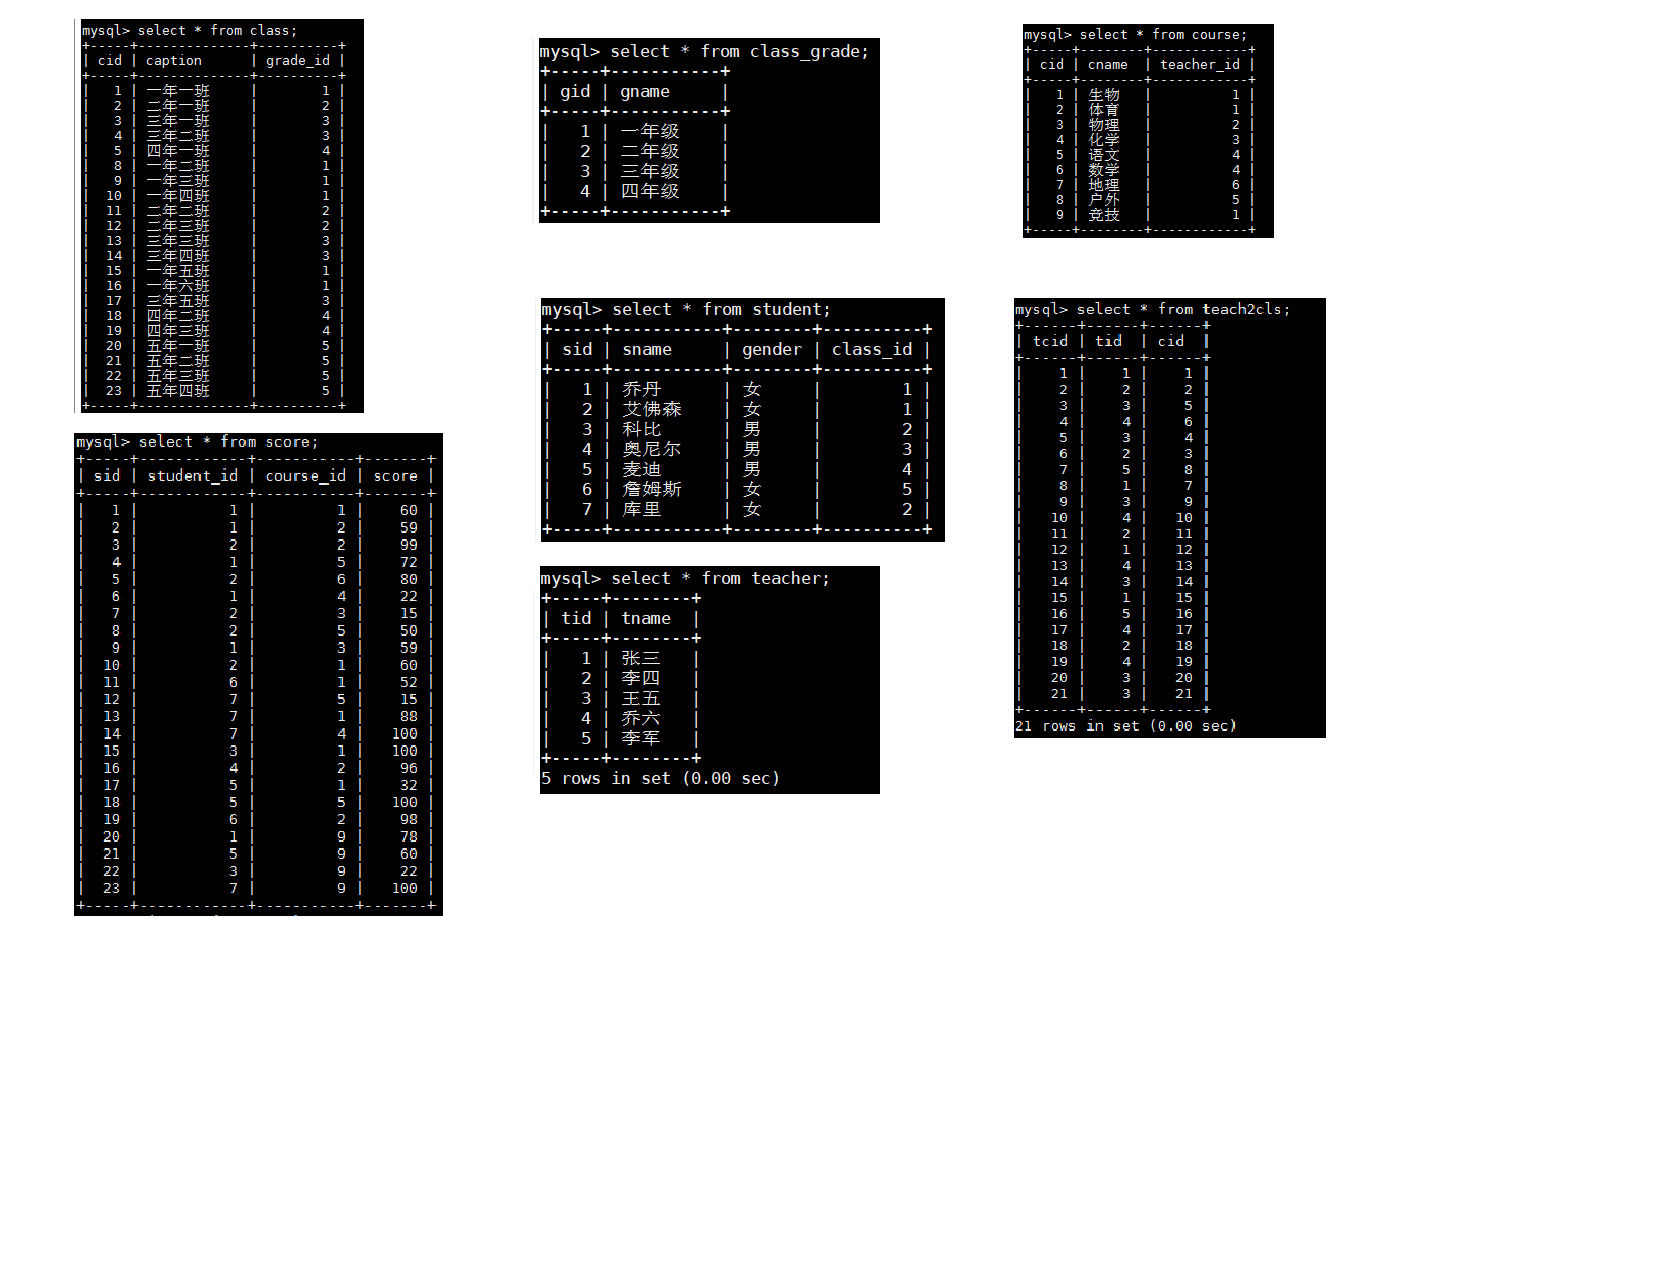 mysql> select * from class;
+-----+--------------+----------+
| cid | caption      | grade_id |
+-----+--------------+----------+
|   1 | 一年一班     |        1 |
|   2 | 二年一班     |        2 |
|   3 | 三年一班     |        3 |
|   4 | 三年二班     |        3 |
|   5 | 四年一班     |        4 |
|   8 | 一年二班     |        1 |
|   9 | 一年三班     |        1 |
|  10 | 一年四班     |        1 |
|  11 | 二年二班     |        2 |
|  12 | 二年三班     |        2 |
|  13 | 三年三班     |        3 |
|  14 | 三年四班     |        3 |
|  15 | 一年五班     |        1 |
|  16 | 一年六班     |        1 |
|  17 | 三年五班     |        3 |
|  18 | 四年二班     |        4 |
|  19 | 四年三班     |        4 |
|  20 | 五年一班     |        5 |
|  21 | 五年二班     |        5 |
|  22 | 五年三班     |        5 |
|  23 | 五年四班     |        5 |
+-----+--------------+----------+
mysql> select * from class_grade;
+-----+-----------+
| gid | gname     |
+-----+-----------+
|   1 | 一年级    |
|   2 | 二年级    |
|   3 | 三年级    |
|   4 | 四年级    |
+-----+-----------+
mysql> select * from course;
+-----+--------+------------+
| cid | cname  | teacher_id |
+-----+--------+------------+
|   1 | 生物   |          1 |
|   2 | 体育   |          1 |
|   3 | 物理   |          2 |
|   4 | 化学   |          3 |
|   5 | 语文   |          4 |
|   6 | 数学   |          4 |
|   7 | 地理   |          6 |
|   8 | 户外   |          5 |
|   9 | 竞技   |          1 |
+-----+--------+------------+
mysql> select * from score;
+-----+------------+-----------+-------+
| sid | student_id | course_id | score |
+-----+------------+-----------+-------+
|   1 |          1 |         1 |    60 |
|   2 |          1 |         2 |    59 |
|   3 |          2 |         2 |    99 |
|   4 |          1 |         5 |    72 |
|   5 |          2 |         6 |    80 |
|   6 |          1 |         4 |    22 |
|   7 |          2 |         3 |    15 |
|   8 |          2 |         5 |    50 |
|   9 |          1 |         3 |    59 |
|  10 |          2 |         1 |    60 |
|  11 |          6 |         1 |    52 |
|  12 |          7 |         5 |    15 |
|  13 |          7 |         1 |    88 |
|  14 |          7 |         4 |   100 |
|  15 |          3 |         1 |   100 |
|  16 |          4 |         2 |    96 |
|  17 |          5 |         1 |    32 |
|  18 |          5 |         5 |   100 |
|  19 |          6 |         2 |    98 |
|  20 |          1 |         9 |    78 |
|  21 |          5 |         9 |    60 |
|  22 |          3 |         9 |    22 |
|  23 |          7 |         9 |   100 |
+-----+------------+-----------+-------+
mysql> select * from student;
+-----+-----------+--------+----------+
| sid | sname     | gender | class_id |
+-----+-----------+--------+----------+
|   1 | 乔丹      | 女     |        1 |
|   2 | 艾佛森    | 女     |        1 |
|   3 | 科比      | 男     |        2 |
|   4 | 奥尼尔    | 男     |        3 |
|   5 | 麦迪      | 男     |        4 |
|   6 | 詹姆斯    | 女     |        5 |
|   7 | 库里      | 女     |        2 |
+-----+-----------+--------+----------+
mysql> select * from teacher;
+-----+--------+
| tid | tname  |
+-----+--------+
|   1 | 张三   |
|   2 | 李四   |
|   3 | 王五   |
|   4 | 乔六   |
|   5 | 李军   |
+-----+--------+
5 rows in set (0.00 sec)
mysql> select * from teach2cls;
+------+------+------+
| tcid | tid  | cid  |
+------+------+------+
|    1 |    1 |    1 |
|    2 |    2 |    2 |
|    3 |    3 |    5 |
|    4 |    4 |    6 |
|    5 |    3 |    4 |
|    6 |    2 |    3 |
|    7 |    5 |    8 |
|    8 |    1 |    7 |
|    9 |    3 |    9 |
|   10 |    4 |   10 |
|   11 |    2 |   11 |
|   12 |    1 |   12 |
|   13 |    4 |   13 |
|   14 |    3 |   14 |
|   15 |    1 |   15 |
|   16 |    5 |   16 |
|   17 |    4 |   17 |
|   18 |    2 |   18 |
|   19 |    4 |   19 |
|   20 |    3 |   20 |
|   21 |    3 |   21 |
+------+------+------+
21 rows in set (0.00 sec)